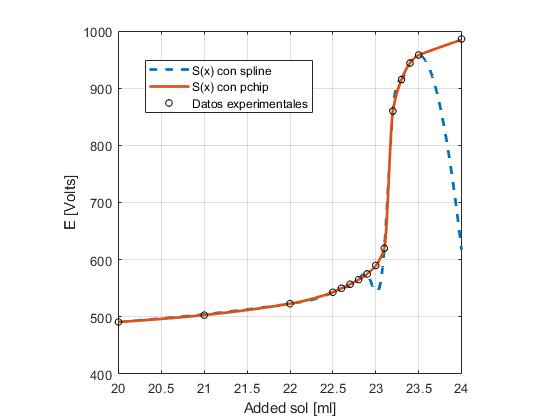 1000
900
800
700
600
500
400
E [Volts]
S(x) con spline
S(x) con pchip
Datos experimentales
20 20.5 21 21.5 22 22.5 23 23.5 24
Added sol [ml]